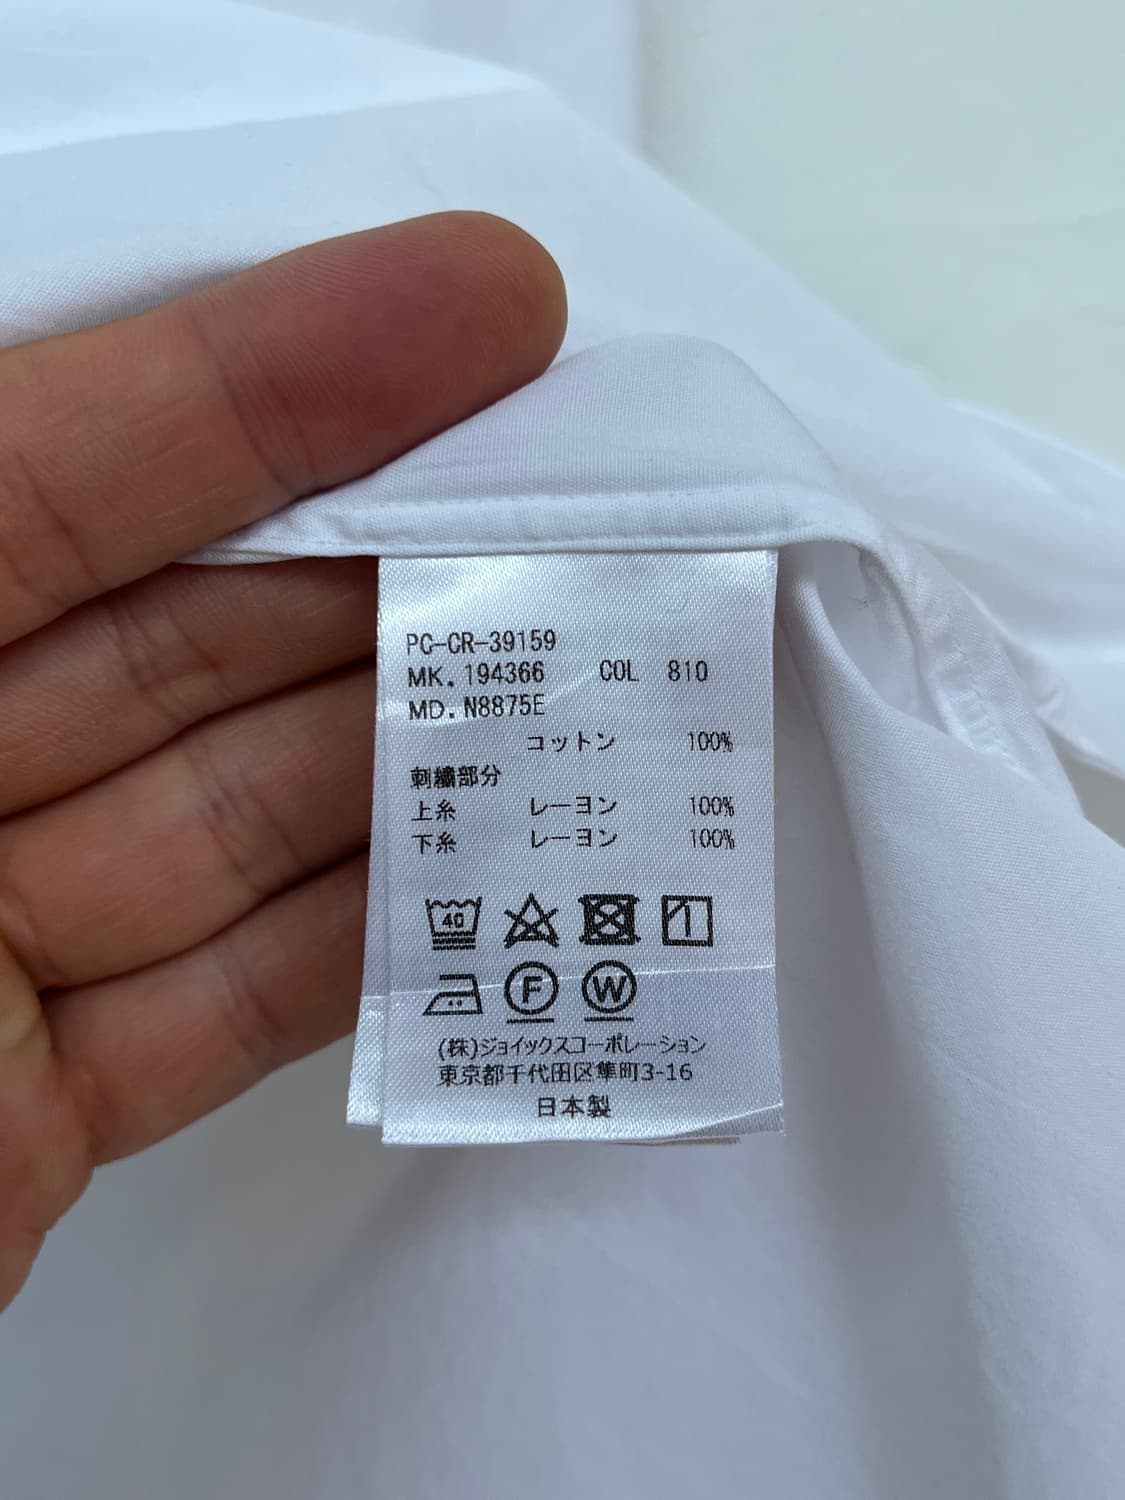 PC-CR-39159
MK. 194366 COL 810
MD. N8875E
コットン 100%
刺繍部分
上糸 レーヨン 100%
下糸 レーヨン 100%
40
F W
(株)ジョイックスコーポレーション
東京都千代田区隼町3-16
日本製